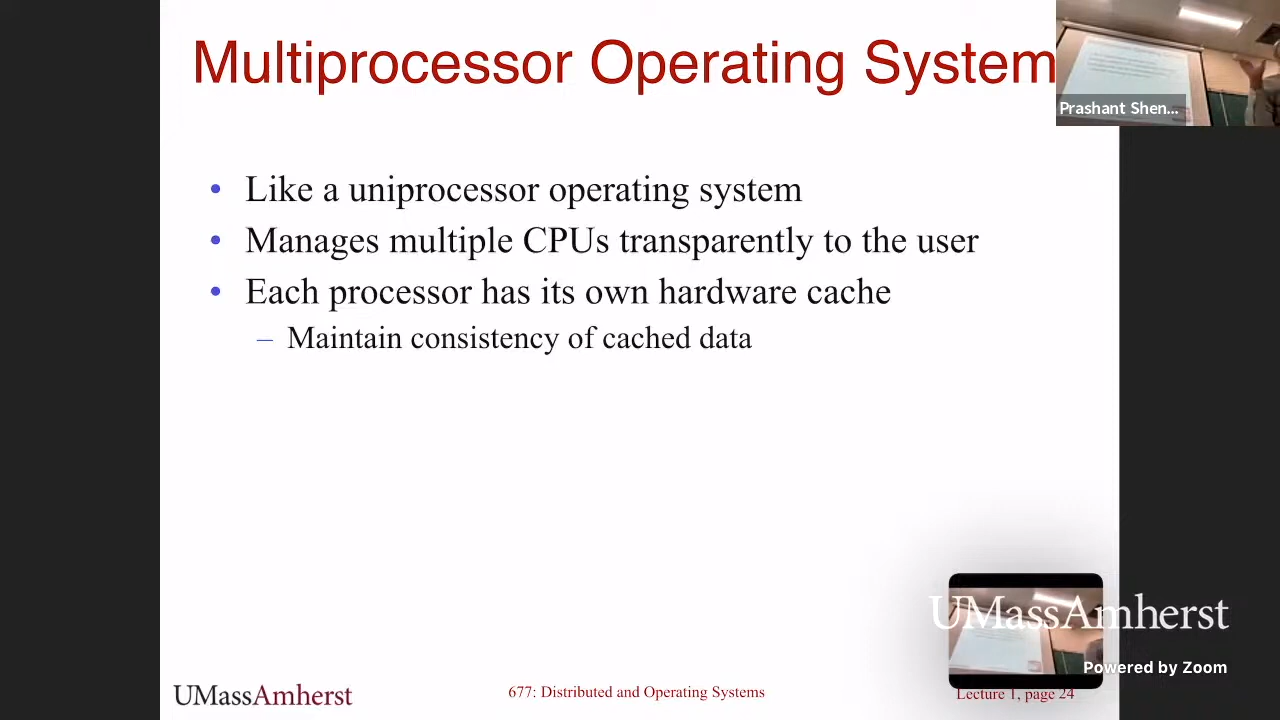 Multiprocessor Operating System
Prashant Shen...
• Like a uniprocessor operating system
• Manages multiple CPUs transparently to the user
• Each processor has its own hardware cache
– Maintain consistency of cached data
UMassAmherst
Powered by Zoom
UMassAmherst
677: Distributed and Operating Systems
Lecture 1, page 24